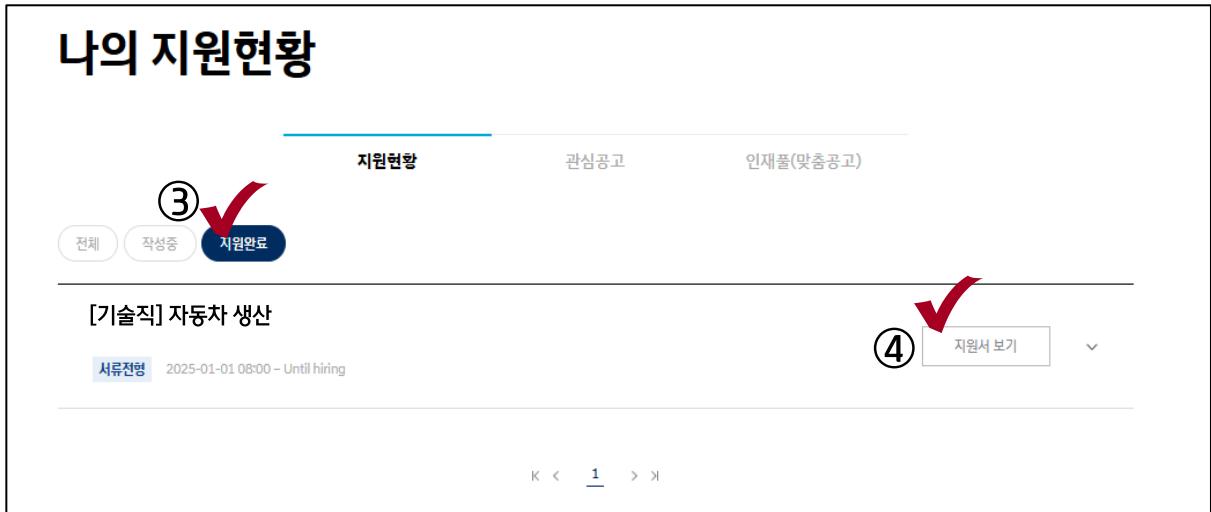 나의 지원현황
지원현황 관심공고 인재풀(맞춤공고)
③
전체 작성중 지원완료
[기술직] 자동차 생산
④ 지원서 보기
서류전형 2025-01-01 08:00 – Until hiring
1